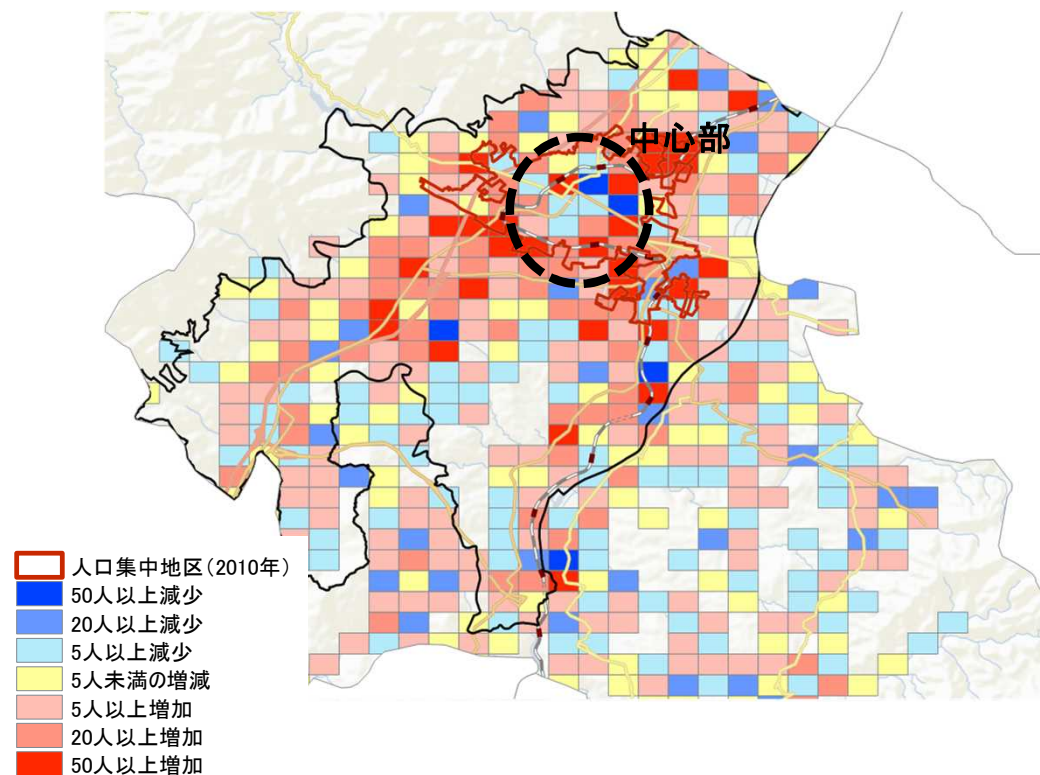 中心部
人口集中地区(2010年)
50人以上減少
20人以上減少
5人以上減少
5人未満の増減
5人以上増加
20人以上増加
50人以上増加